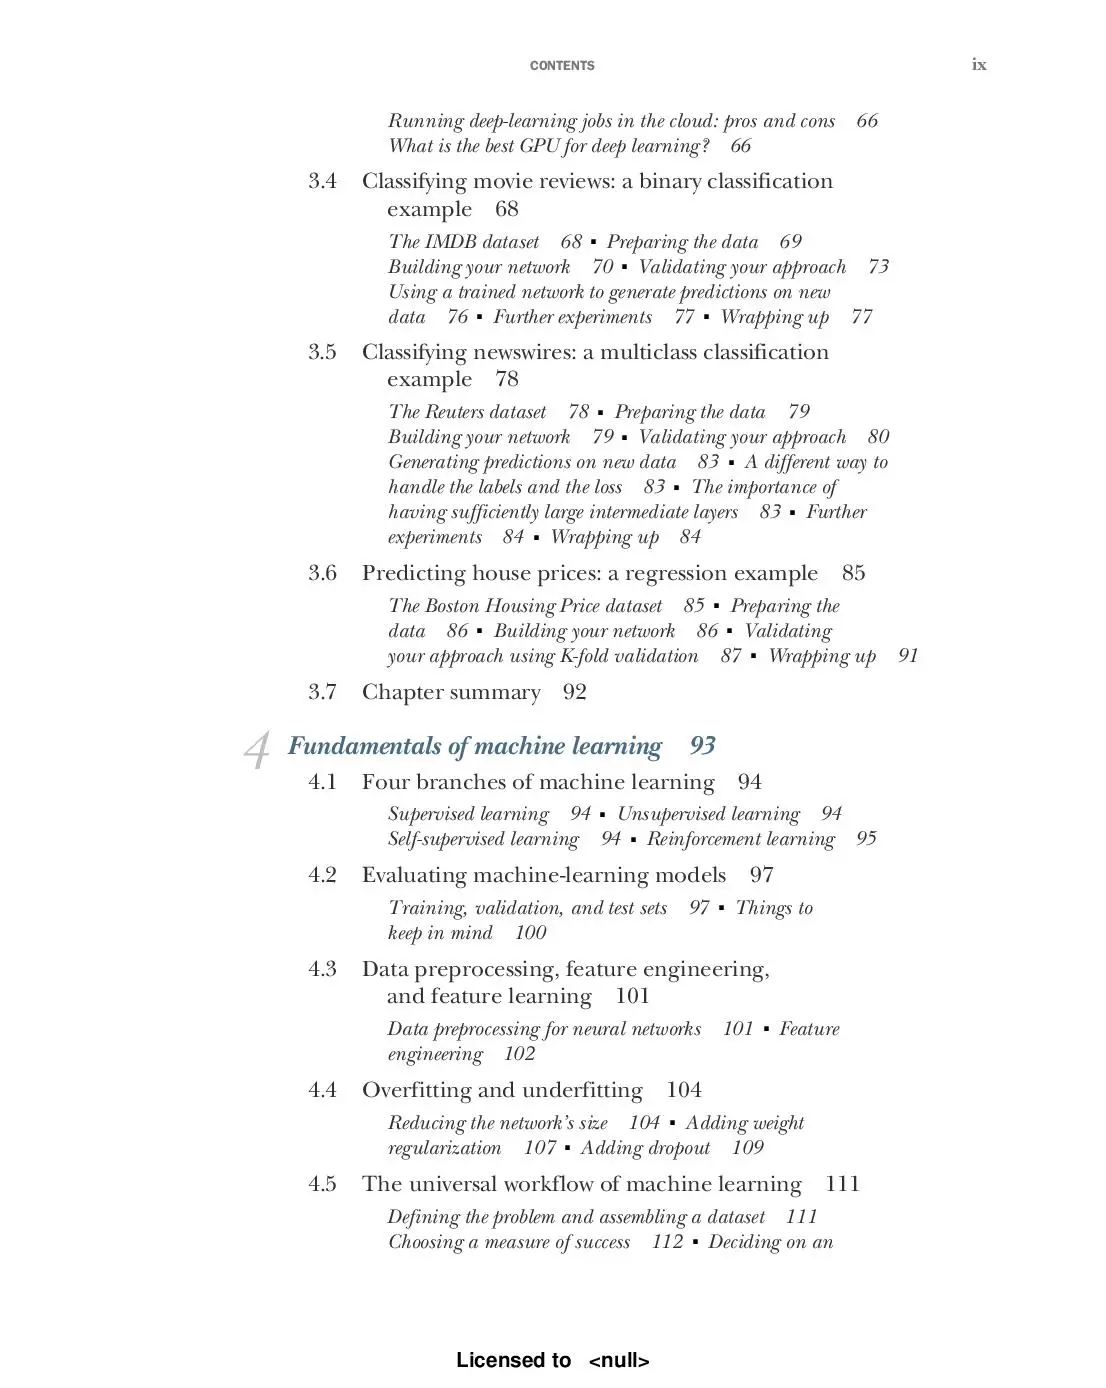 CONTENTS ix
Running deep-learning jobs in the cloud: pros and cons 66
What is the best GPU for deep learning? 66
3.4 Classifying movie reviews: a binary classification
example 68
The IMDB dataset 68 ▪ Preparing the data 69
Building your network 70 ▪ Validating your approach 73
Using a trained network to generate predictions on new
data 76 ▪ Further experiments 77 ▪ Wrapping up 77
3.5 Classifying newswires: a multiclass classification
example 78
The Reuters dataset 78 ▪ Preparing the data 79
Building your network 79 ▪ Validating your approach 80
Generating predictions on new data 83 ▪ A different way to
handle the labels and the loss 83 ▪ The importance of
having sufficiently large intermediate layers 83 ▪ Further
experiments 84 ▪ Wrapping up 84
3.6 Predicting house prices: a regression example 85
The Boston Housing Price dataset 85 ▪ Preparing the
data 86 ▪ Building your network 86 ▪ Validating
your approach using K-fold validation 87 ▪ Wrapping up 91
3.7 Chapter summary 92
4 Fundamentals of machine learning 93
4.1 Four branches of machine learning 94
Supervised learning 94 ▪ Unsupervised learning 94
Self-supervised learning 94 ▪ Reinforcement learning 95
4.2 Evaluating machine-learning models 97
Training, validation, and test sets 97 ▪ Things to
keep in mind 100
4.3 Data preprocessing, feature engineering,
and feature learning 101
Data preprocessing for neural networks 101 ▪ Feature
engineering 102
4.4 Overfitting and underfitting 104
Reducing the network’s size 104 ▪ Adding weight
regularization 107 ▪ Adding dropout 109
4.5 The universal workflow of machine learning 111
Defining the problem and assembling a dataset 111
Choosing a measure of success 112 ▪ Deciding on an
Licensed to <null>